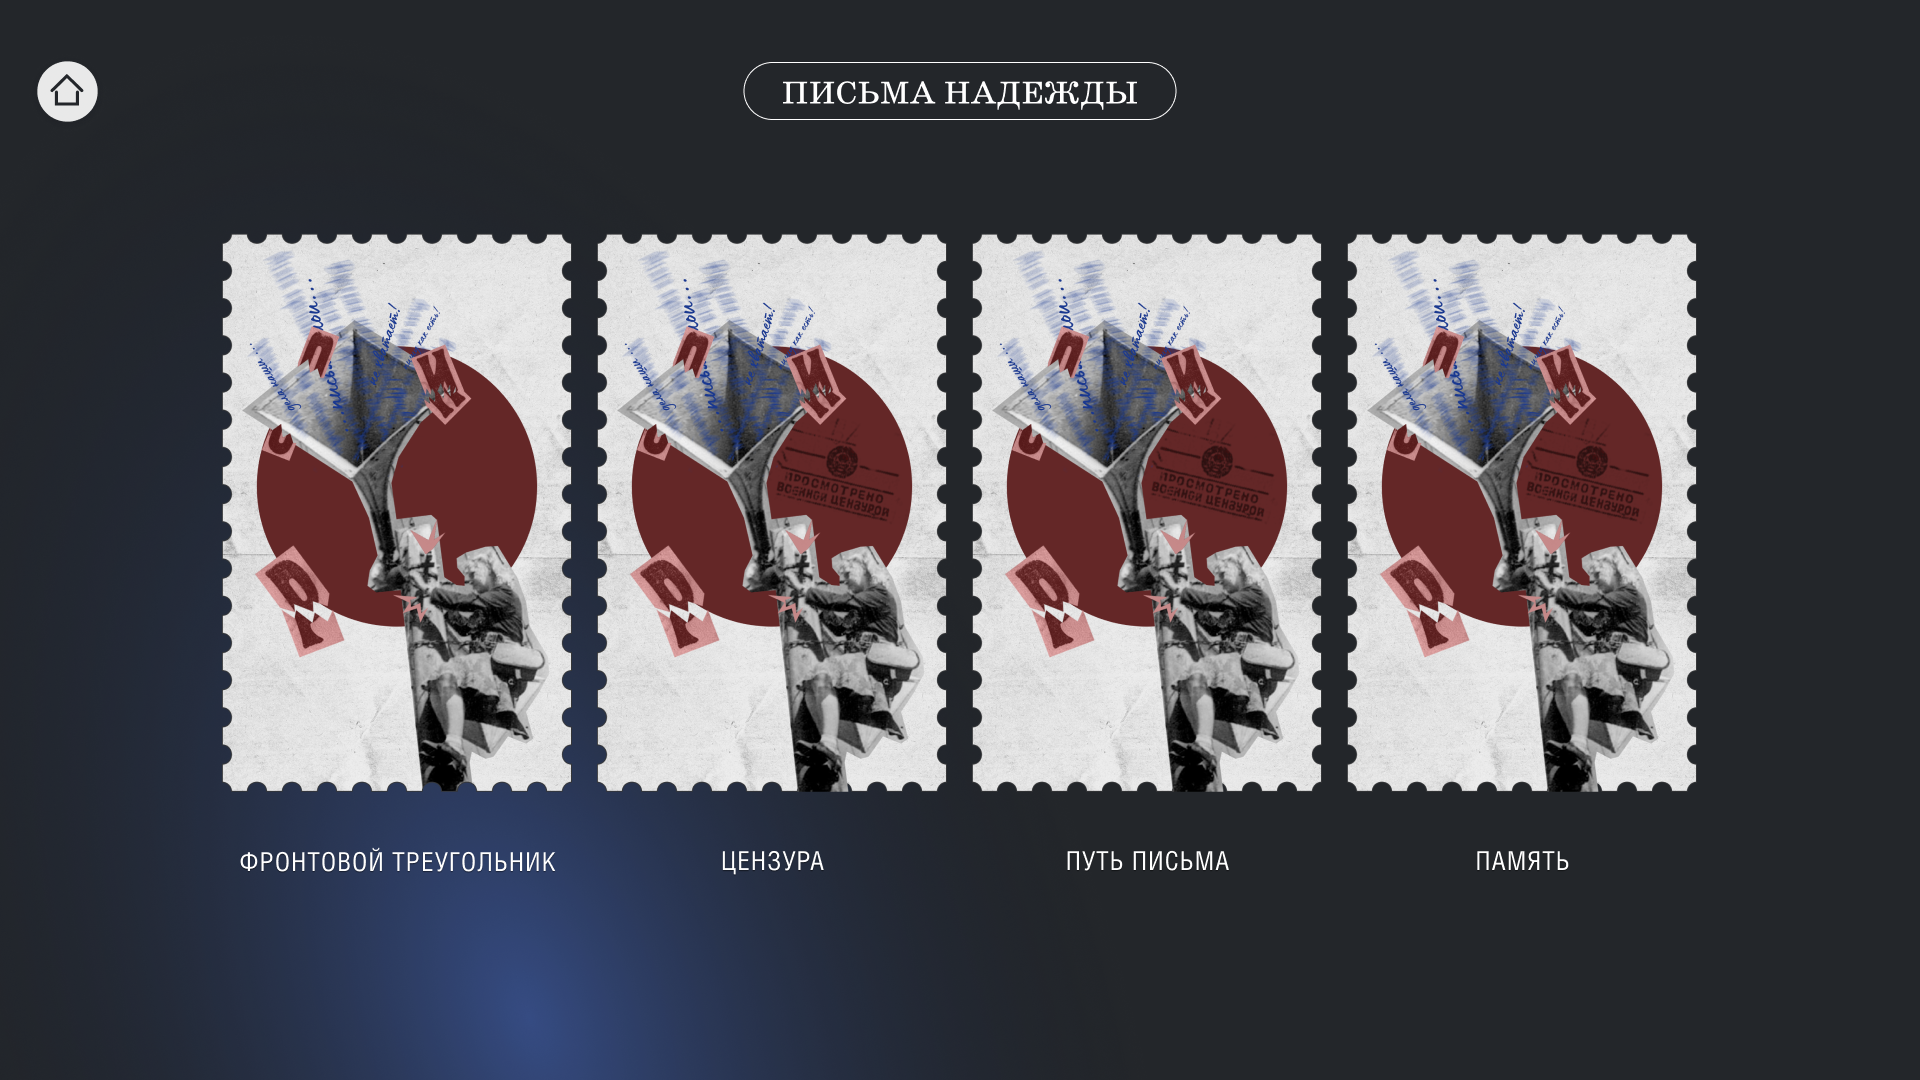 ПИСЬМА НАДЕЖДЫ
ПРОСМОТРЕНО
ВОЕННОЙ ЦЕНЗУРОЙ
ПРОСМОТРЕНО
ВОЕННОЙ ЦЕНЗУРОЙ
ПРОСМОТРЕНО
ВОЕННОЙ ЦЕНЗУРОЙ
ФРОНТОВОЙ ТРЕУГОЛЬНИК
ЦЕНЗУРА
ПУТЬ ПИСЬМА
ПАМЯТЬ